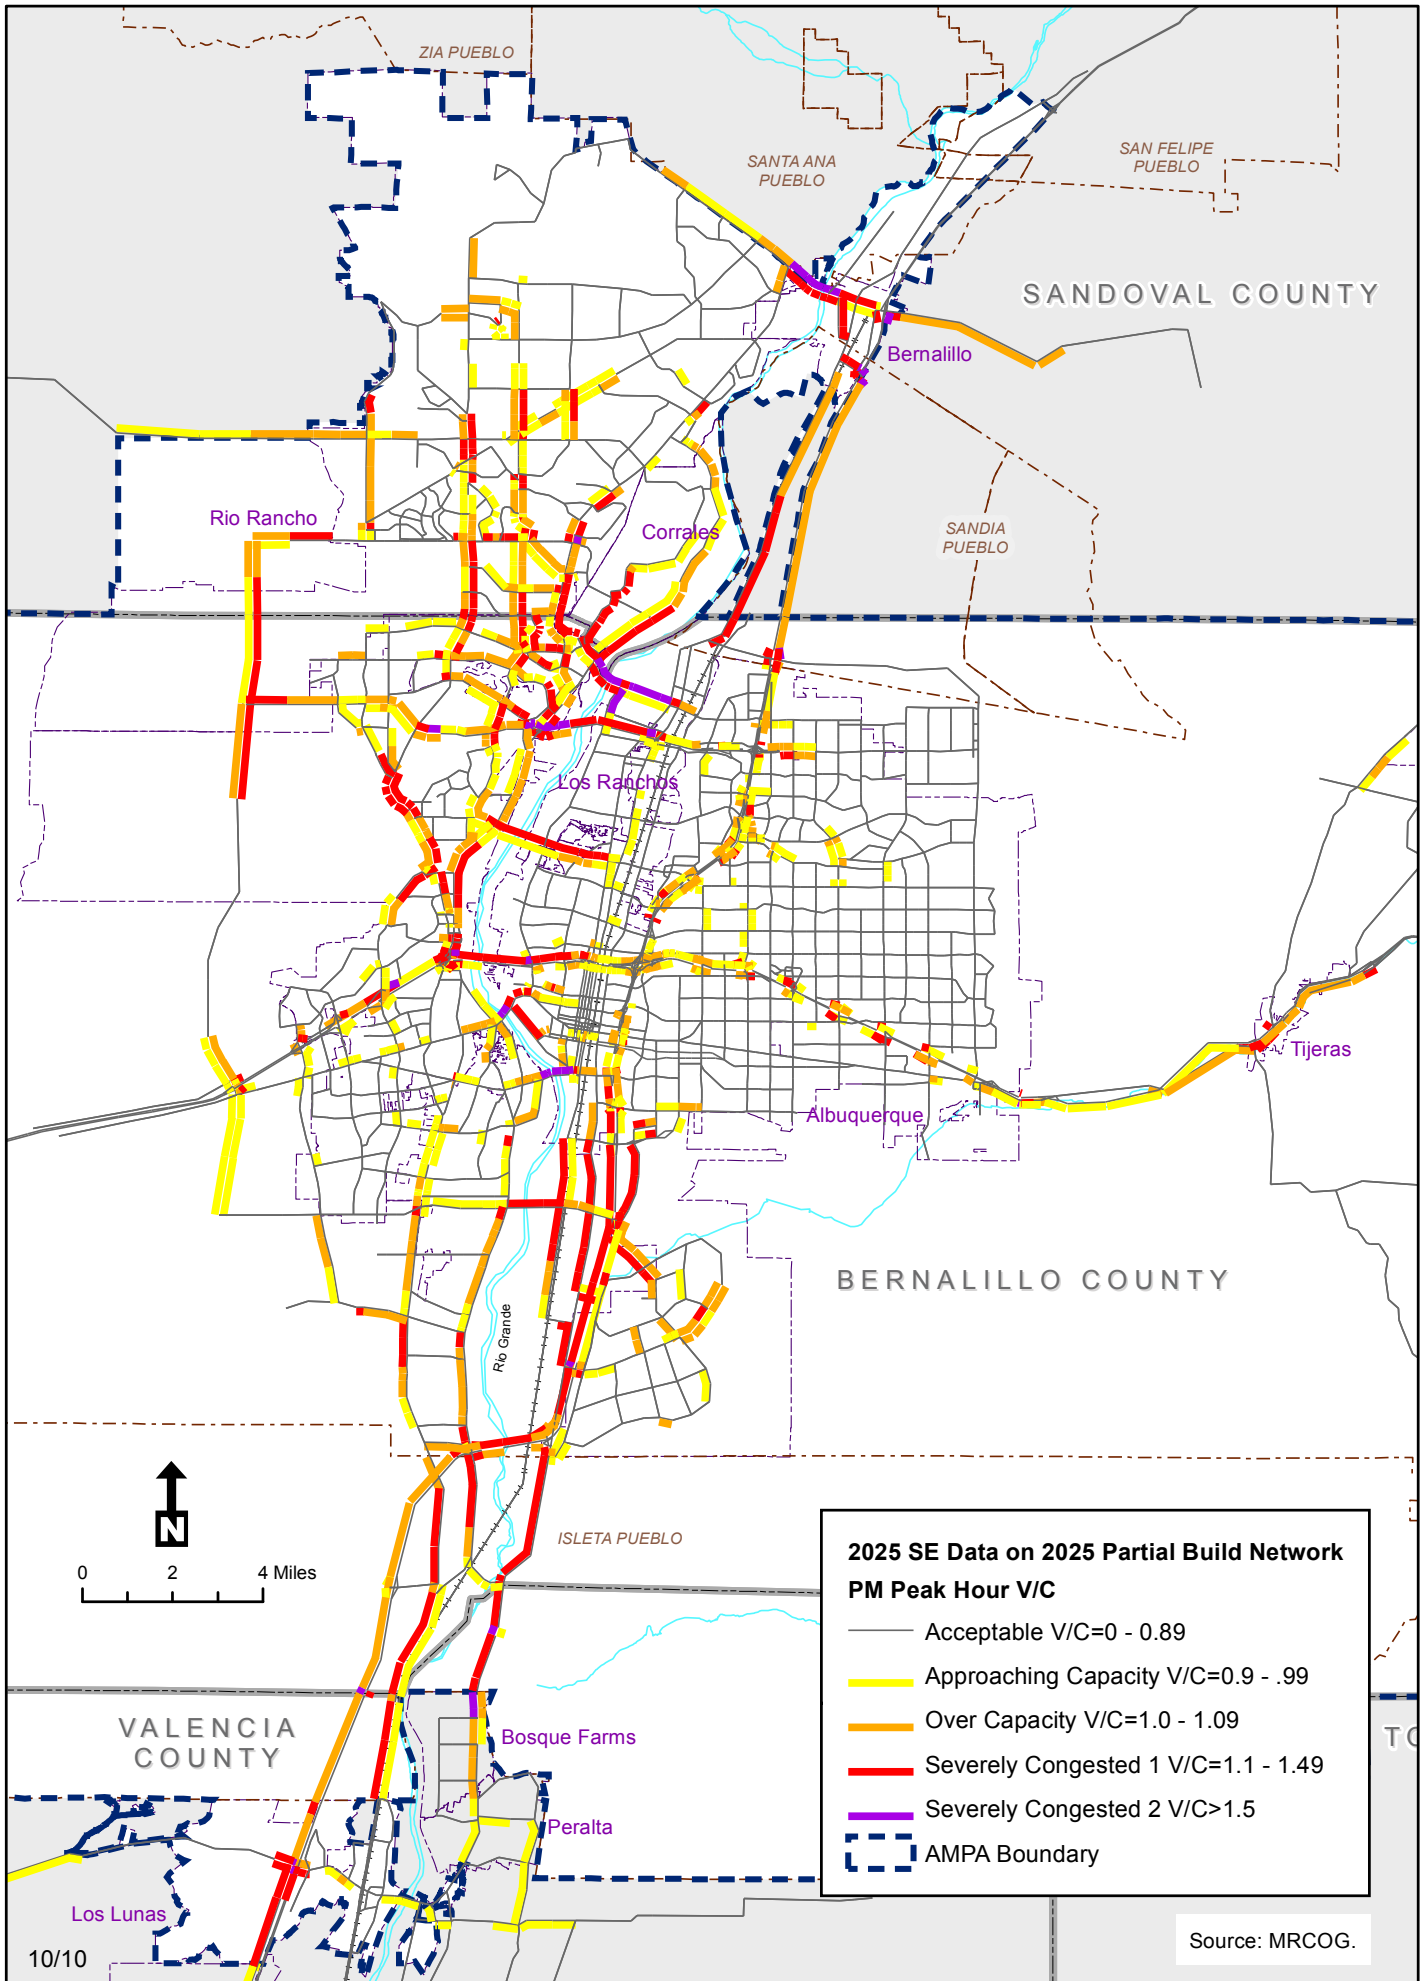 ZIA PUEBLO
SANTA ANA
PUEBLO
SAN FELIPE
PUEBLO
SANDOVAL COUNTY
Bernalillo
Rio Rancho
Corrales
SANDIA
PUEBLO
Los Ranchos
Tijeras
Albuquerque
BERNALILLO COUNTY
Rio Grande
N
0 2 4 Miles
ISLETA PUEBLO
2025 SE Data on 2025 Partial Build Network
PM Peak Hour V/C
Acceptable V/C=0 - 0.89
Approaching Capacity V/C=0.9 - .99
Over Capacity V/C=1.0 - 1.09
Severely Congested 1 V/C=1.1 - 1.49
Severely Congested 2 V/C>1.5
AMPA Boundary
VALENCIA
COUNTY
Bosque Farms
TO
Peralta
Los Lunas
10/10
Source: MRCOG.